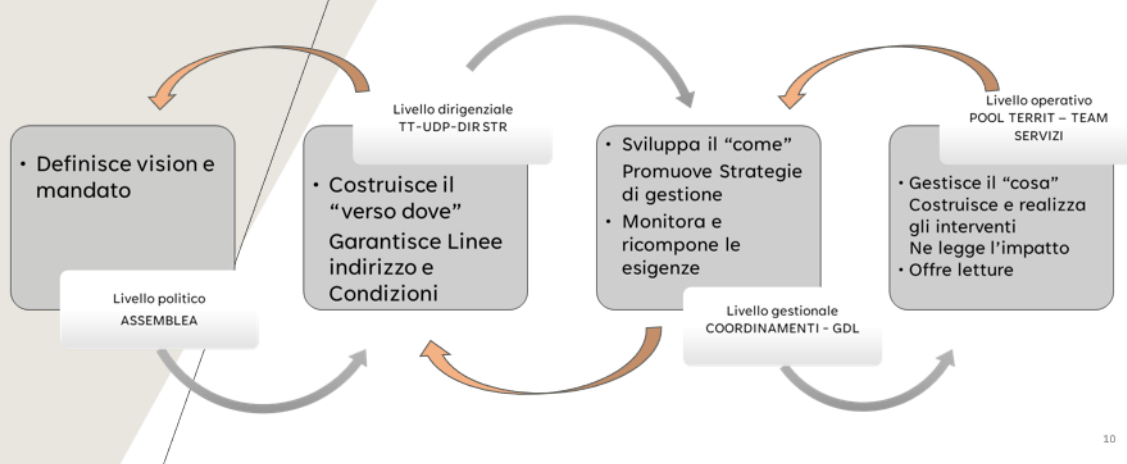 • Definisce vision e
mandato
Livello politico
ASSEMBLEA
Livello dirigenziale
TT-UDP-DIR STR
• Costruisce il
“verso dove”
Garantisce Linee
indirizzo e
Condizioni
• Sviluppa il “come”
Promuove Strategie
di gestione
• Monitora e
ricompone le
esigenze
Livello gestionale
COORDINAMENTI - GDL
Livello operativo
POOL TERRIT – TEAM
SERVIZI
• Gestisce il “cosa”
Costruisce e realizza
gli interventi
Ne legge l’impatto
• Offre letture
10